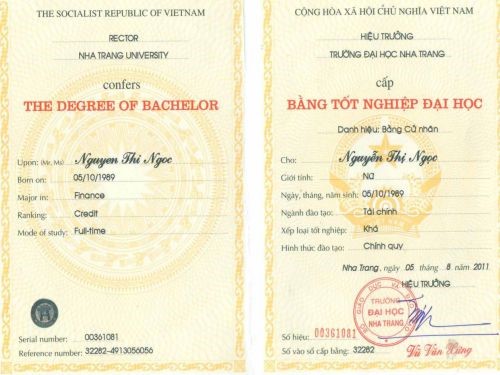 THE SOCIALIST REPUBLIC OF VIETNAM
RECTOR
NHA TRANG UNIVERSITY
confers
THE DEGREE OF BACHELOR
Upon: (Mr, Ms) Nguyen Thi Ngoc
Born on: 05/10/1989
Major in: Finance
Ranking: Credit
Mode of study: Full-time
Serial number: 00361081
Reference number: 32282-4913056056
CỘNG HÒA XÃ HỘI CHỦ NGHĨA VIỆT NAM
HIỆU TRƯỞNG
TRƯỜNG ĐẠI HỌC NHA TRANG
cấp
BẰNG TỐT NGHIỆP ĐẠI HỌC
Danh hiệu: Bằng Cử nhân
Cho: Nguyễn Thị Ngọc
Giới tính: Nữ
Ngày, tháng, năm sinh: 05/10/1989
Ngành đào tạo: Tài chính
Xếp loại tốt nghiệp: Khá
Hình thức đào tạo: Chính quy
Nha Trang, ngày 05 tháng 8 năm 2011
HIỆU TRƯỞNG
TRƯỜNG
ĐẠI HỌC
NHA TRANG
Số hiệu: 00361081
Số vào sổ cấp bằng: 32282
Vũ Văn Xứng